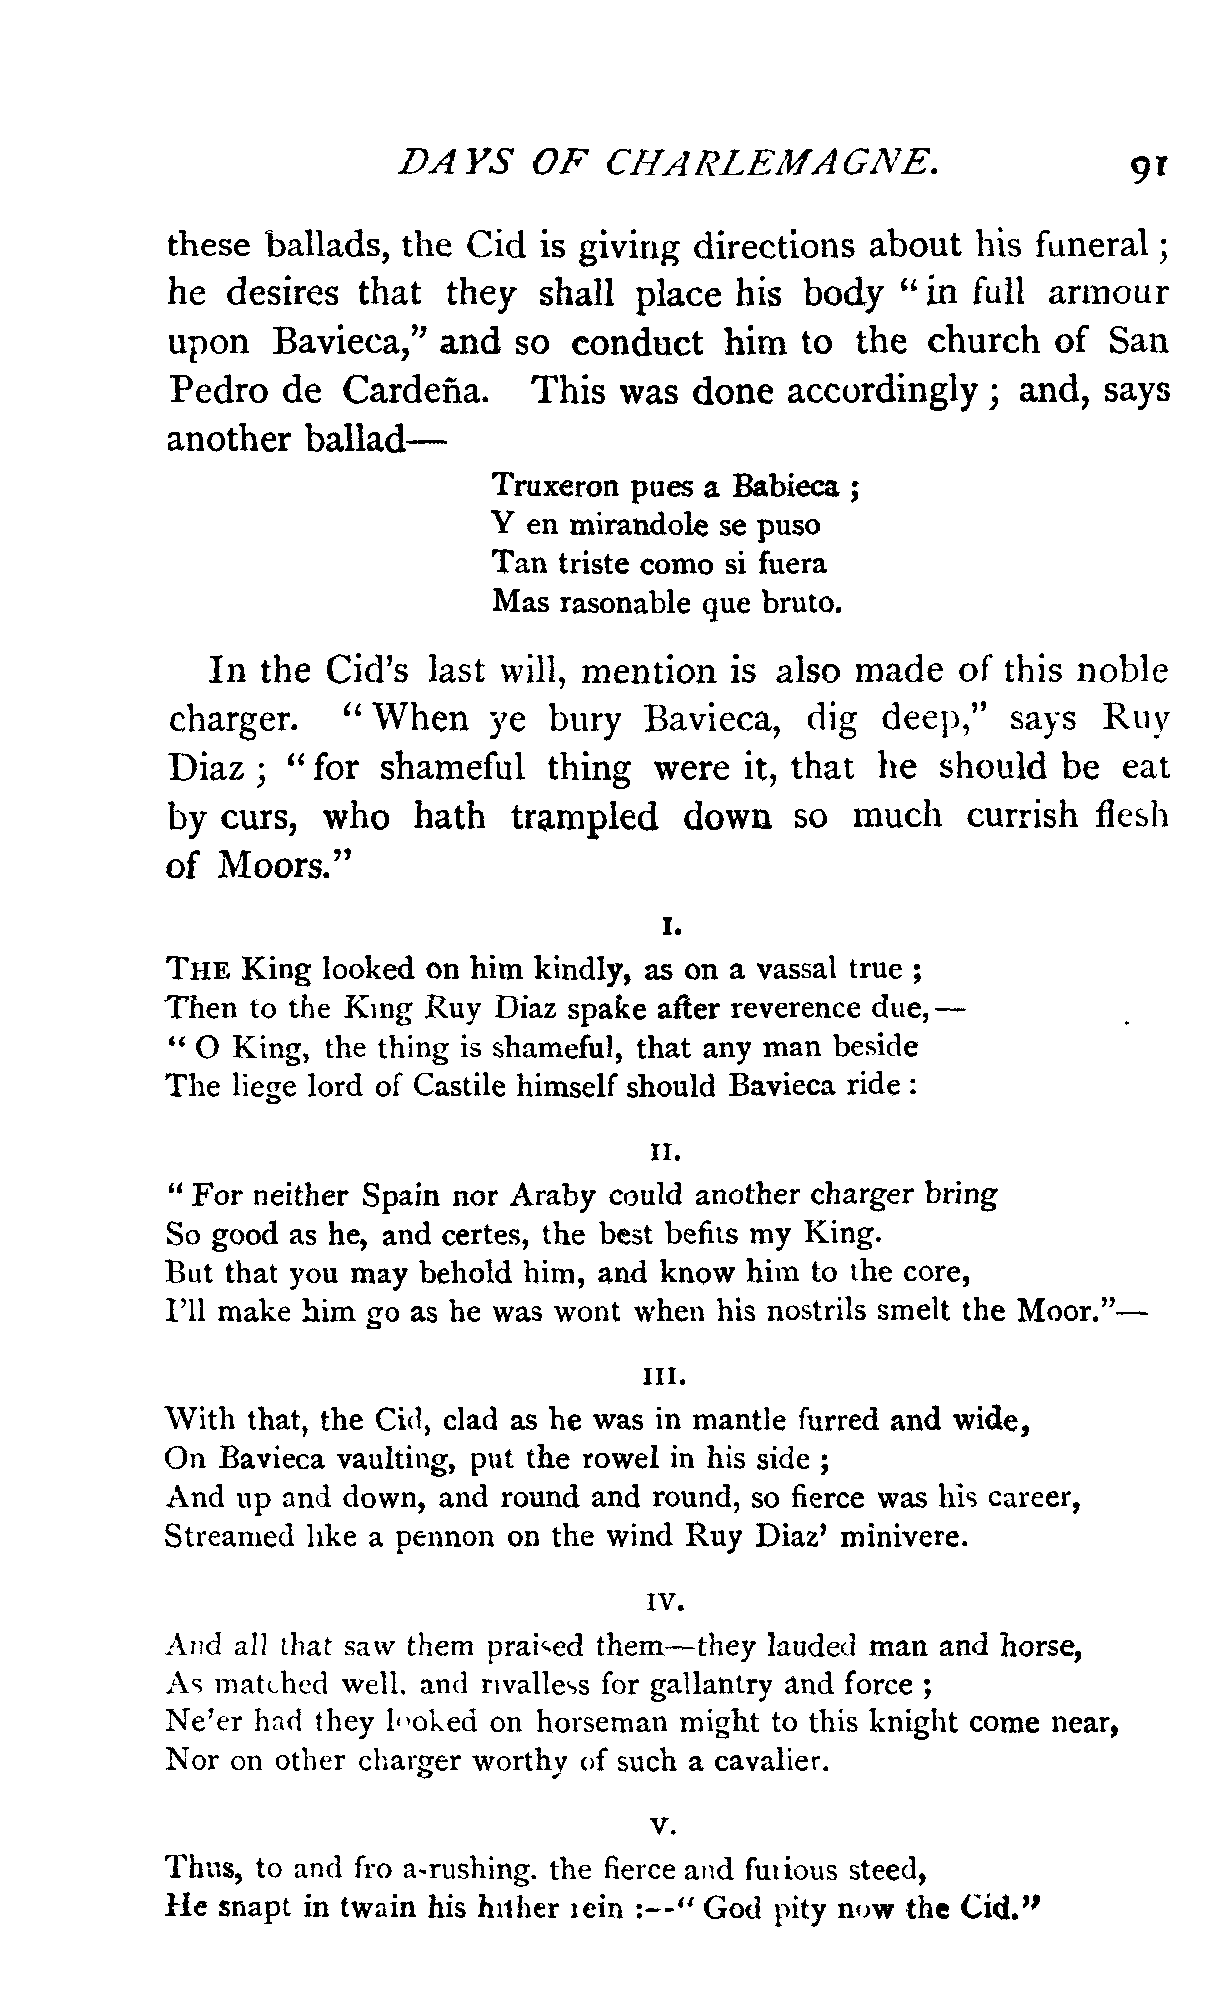 DAYS OF CHARLEMAGNE. 91
these ballads, the Cid is giving directions about his funeral ;
he desires that they shall place his body “ in full armour
upon Bavieca,” and so conduct him to the church of San
Pedro de Cardeña. This was done accordingly ; and, says
another ballad—
Truxeron pues a Babieca ;
Y en mirandole se puso
Tan triste como si fuera
Mas rasonable que bruto.
In the Cid's last will, mention is also made of this noble
charger. “ When ye bury Bavieca, dig deep,” says Ruy
Diaz ; “ for shameful thing were it, that he should be eat
by curs, who hath trampled down so much currish flesh
of Moors.”
I.
THE King looked on him kindly, as on a vassal true ;
Then to the King Ruy Diaz spake after reverence due,—
“ O King, the thing is shameful, that any man beside
The liege lord of Castile himself should Bavieca ride :
II.
“ For neither Spain nor Araby could another charger bring
So good as he, and certes, the best befits my King.
But that you may behold him, and know him to the core,
I'll make him go as he was wont when his nostrils smelt the Moor.”—
III.
With that, the Cid, clad as he was in mantle furred and wide,
On Bavieca vaulting, put the rowel in his side ;
And up and down, and round and round, so fierce was his career,
Streamed like a pennon on the wind Ruy Diaz' minivere.
IV.
And all that saw them praised them—they lauded man and horse,
As matched well, and rivalless for gallantry and force ;
Ne'er had they looked on horseman might to this knight come near,
Nor on other charger worthy of such a cavalier.
V.
Thus, to and fro a-rushing, the fierce and furious steed,
He snapt in twain his hither rein :--“ God pity now the Cid.”